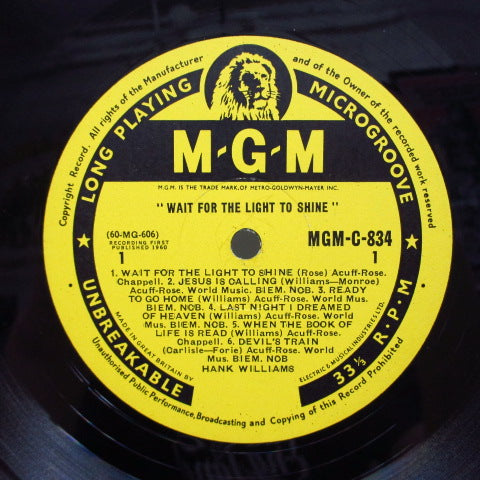 Copyright Record. All rights of the Manufacturer and of the Owner of the recorded work reserved
LONG PLAYING MICROGROOVE
M-G-M
M.G.M. IS THE TRADE MARK, OF METRO-GOLDWYN-MAYER INC.
"WAIT FOR THE LIGHT TO SHINE"
(60-MG-606)
RECORDING FIRST
PUBLISHED 1960
1
MGM-C-834
1
1. WAIT FOR THE LIGHT TO SHINE (Rose) Acuff-Rose.
Chappell. 2. JESUS IS CALLING (Williams—Monroe)
Acuff-Rose. World Music. BIEM. NOB. 3. READY
TO GO HOME (Williams) Acuff-Rose. World Mus.
BIEM. NOB. 4. LAST NIGHT I DREAMED
OF HEAVEN (Williams) Acuff-Rose. World
Mus. BIEM. NOB. 5. WHEN THE BOOK OF
LIFE IS READ (Williams) Acuff-Rose.
Chappell. 6. DEVIL'S TRAIN
(Carlisle—Forie) Acuff-Rose. World
Mus. BIEM. NOB
HANK WILLIAMS
MADE IN GREAT BRITAIN BY ELECTRIC & MUSICAL INDUSTRIES LTD.
UNBREAKABLE 33⅓ R.P.M
Unauthorised Public Performance, Broadcasting and Copying of this Record Prohibited